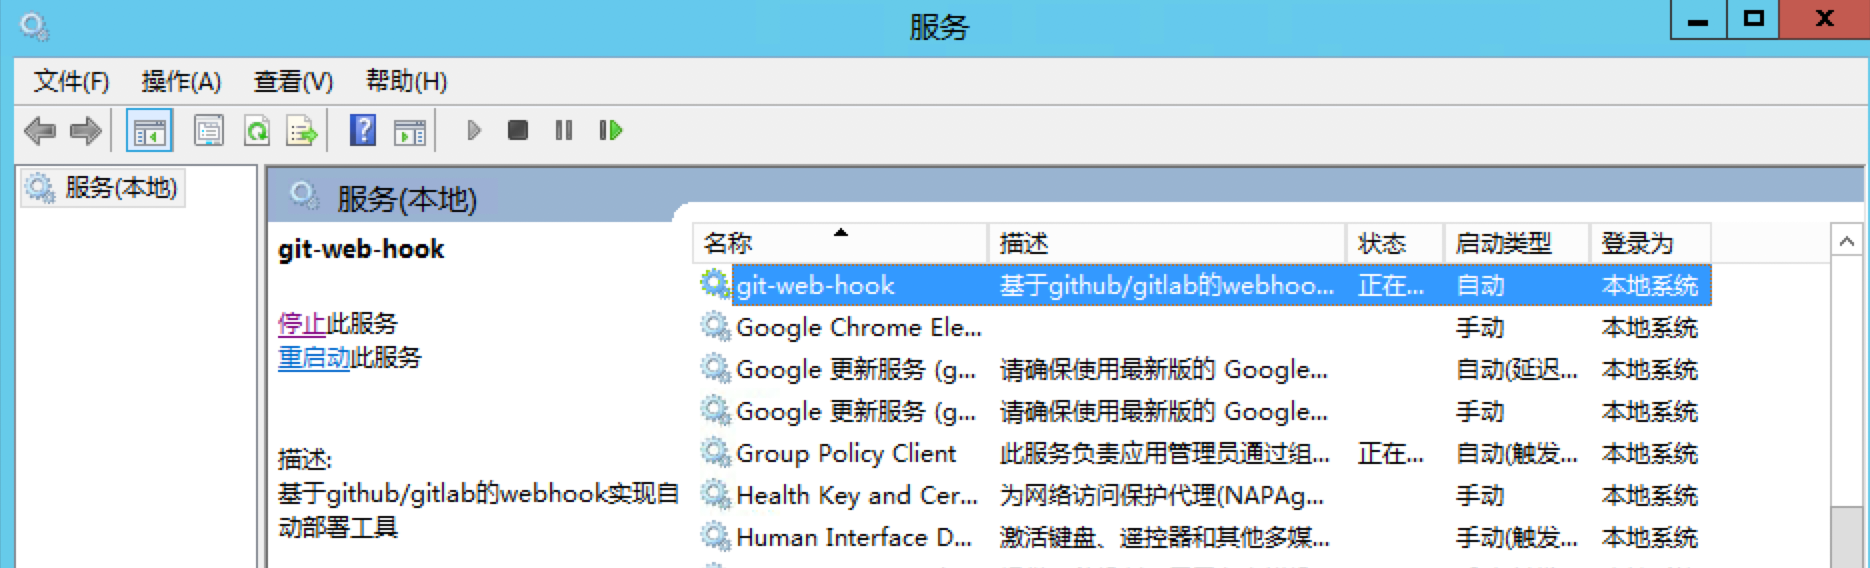 服务
文件(F) 操作(A) 查看(V) 帮助(H)
服务(本地)
服务(本地)
git-web-hook
停止此服务
重启动此服务
描述:
基于github/gitlab的webhook实现自
动部署工具
名称 描述 状态 启动类型 登录为
git-web-hook 基于github/gitlab的webhoo... 正在... 自动 本地系统
Google Chrome Ele... 手动 本地系统
Google 更新服务 (g... 请确保使用最新版的 Google... 自动(延迟... 本地系统
Google 更新服务 (g... 请确保使用最新版的 Google... 手动 本地系统
Group Policy Client 此服务负责应用管理员通过组... 正在... 自动(触发... 本地系统
Health Key and Cer... 为网络访问保护代理(NAPAg... 手动 本地系统
Human Interface D... 激活键盘、遥控器和其他多媒... 手动(触发... 本地系统